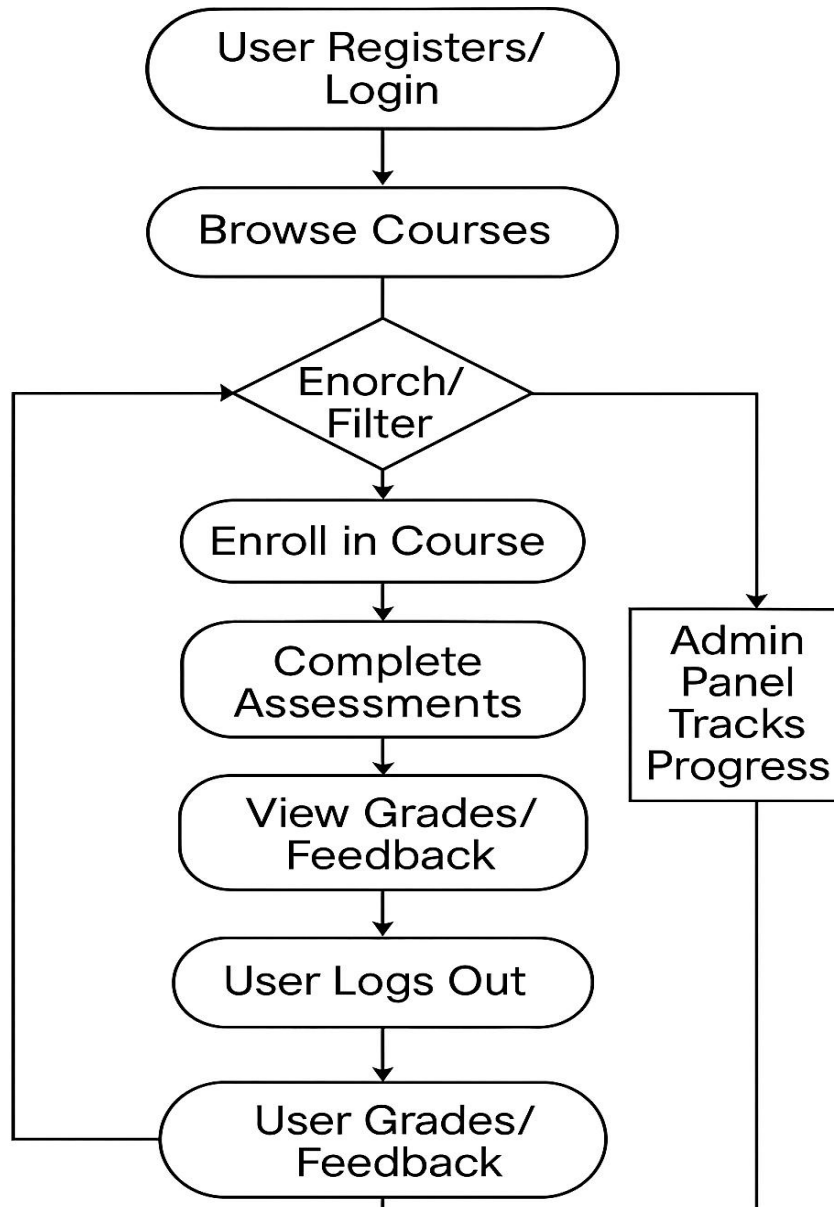 User Registers/
Login
Browse Courses
Enorch/
Filter
Enroll in Course
Complete
Assessments
Admin
Panel
Tracks
Progress
View Grades/
Feedback
User Logs Out
User Grades/
Feedback